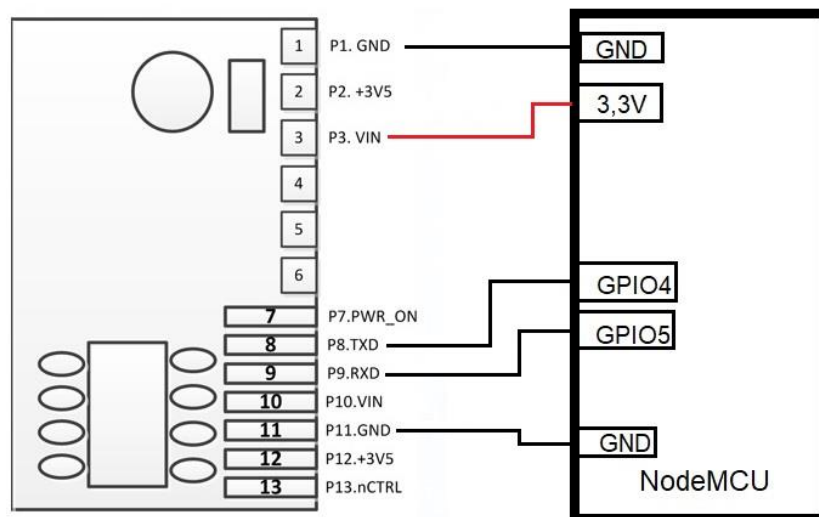 1 P1. GND
2 P2. +3V5
3 P3. VIN
4
5
6
7 P7.PWR_ON
8 P8.TXD
9 P9.RXD
10 P10.VIN
11 P11.GND
12 P12.+3V5
13 P13.nCTRL
GND
3,3V
GPIO4
GPIO5
GND
NodeMCU